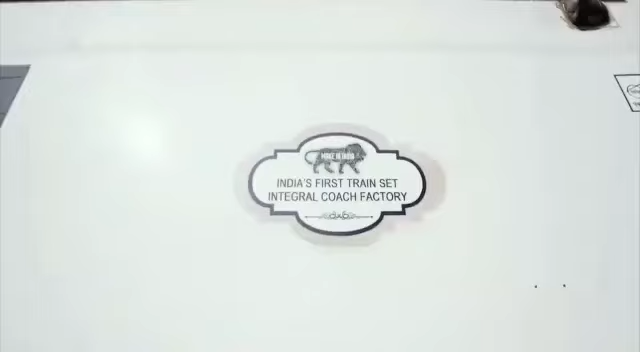 MAKE IN INDIA
INDIA'S FIRST TRAIN SET
INTEGRAL COACH FACTORY